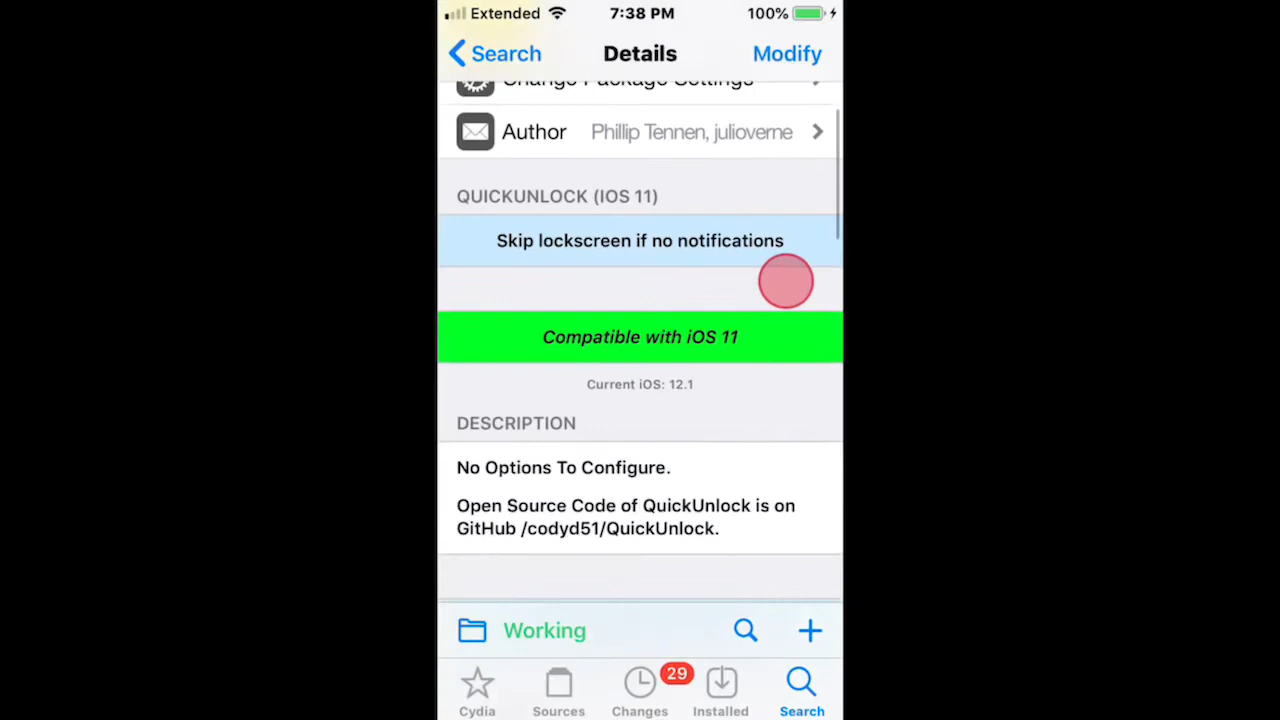 Extended 7:38 PM 100%
Search Details Modify
Change Package Settings
Author Phillip Tennen, julioverne
QUICKUNLOCK (IOS 11)
Skip lockscreen if no notifications
Compatible with iOS 11
Current iOS: 12.1
DESCRIPTION
No Options To Configure.
Open Source Code of QuickUnlock is on
GitHub /codyd51/QuickUnlock.
Working
29
Cydia Sources Changes Installed Search